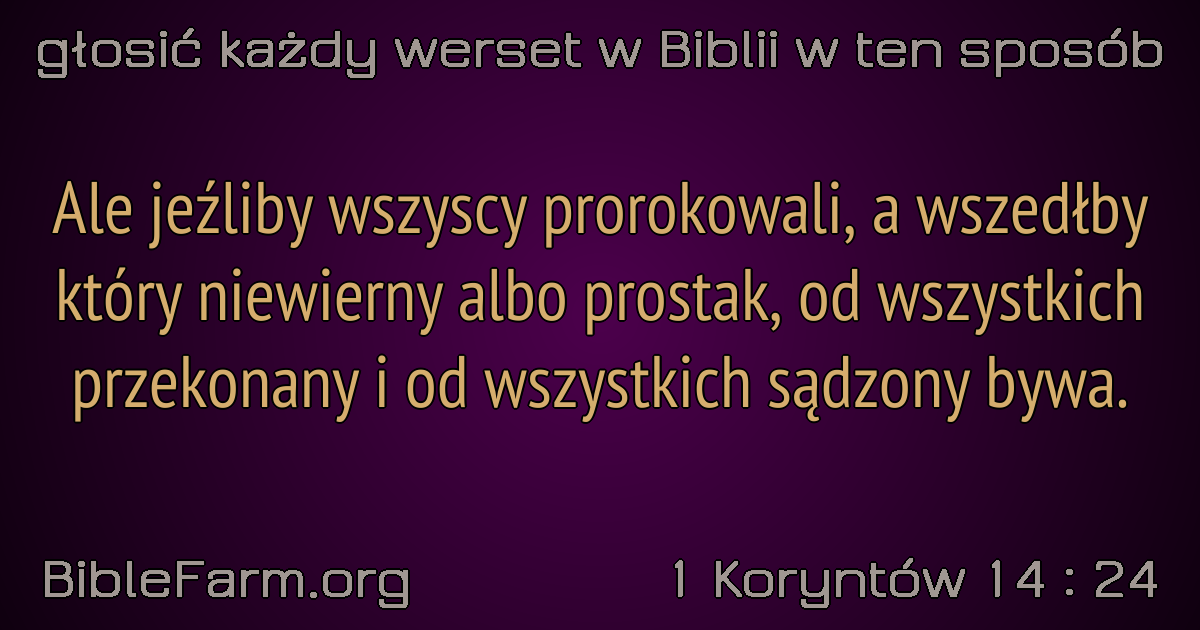 głosić każdy werset w Biblii w ten sposób
Ale jeźliby wszyscy prorokowali, a wszedłby
który niewierny albo prostak, od wszystkich
przekonany i od wszystkich sądzony bywa.
BibleFarm.org
1 Koryntów 14 : 24